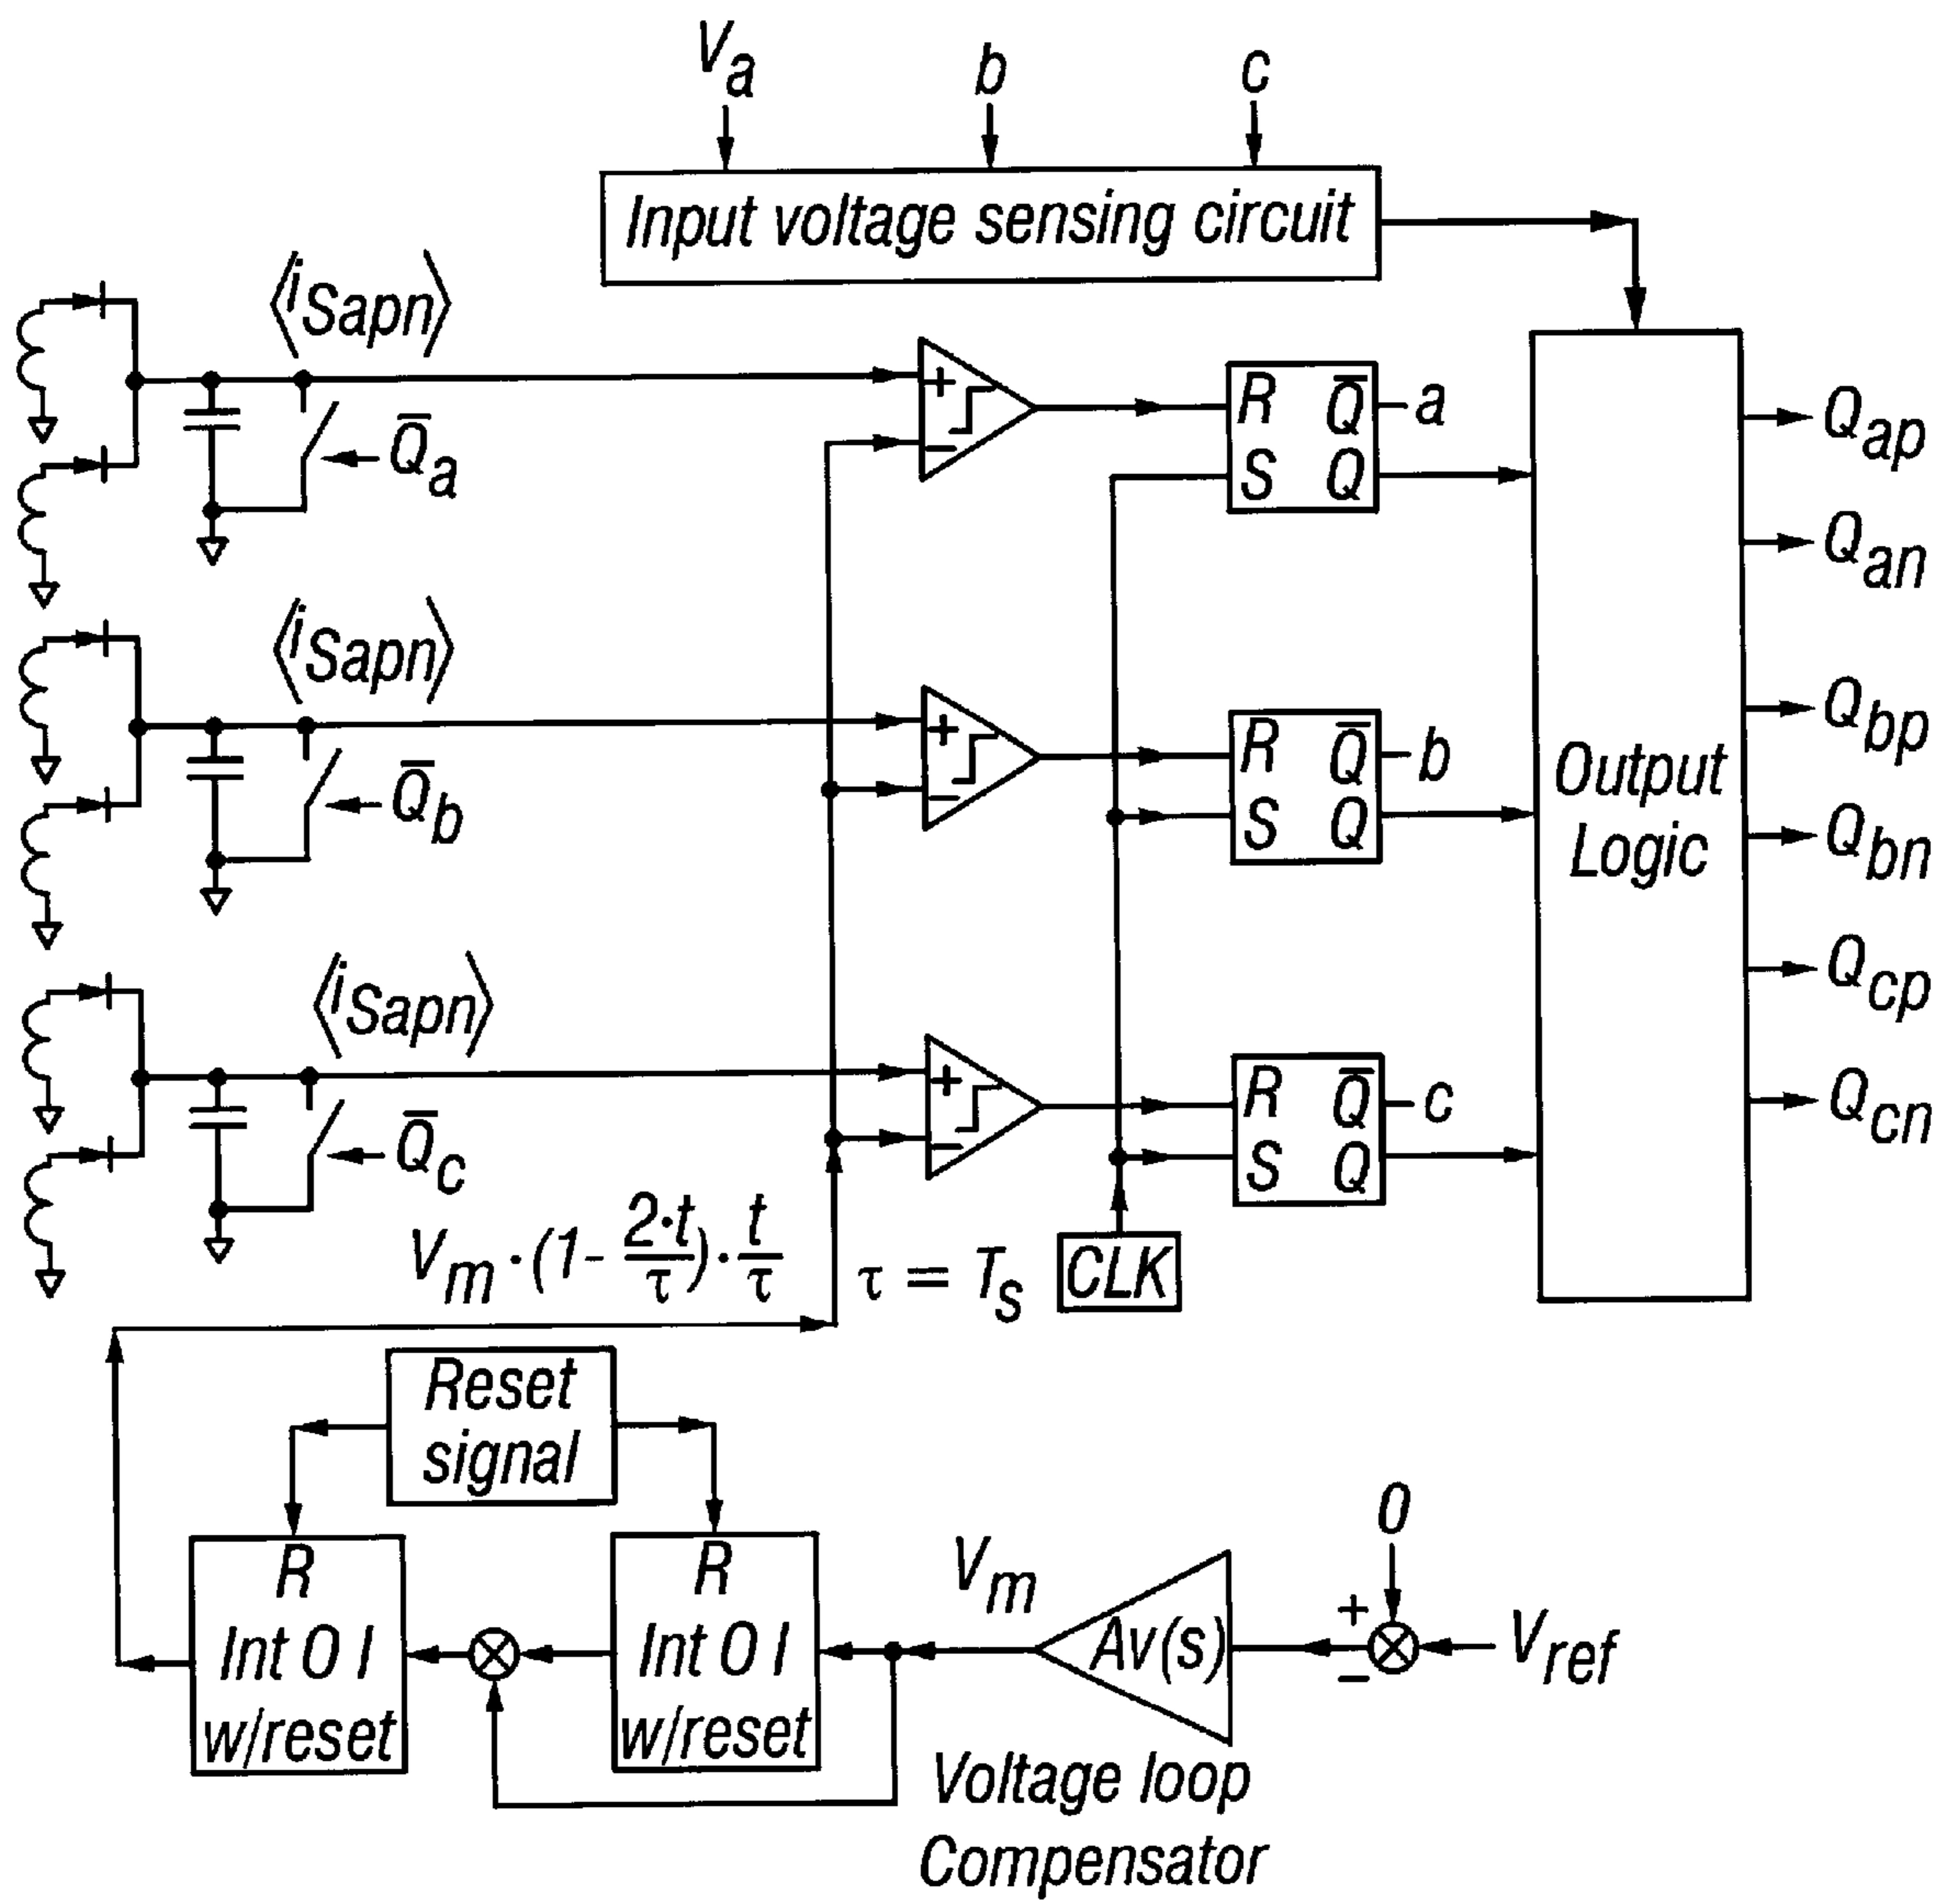 Va
b
c
Input voltage sensing circuit
⟨iSapn⟩
+
−
Q̅a
R Q̅ a
S Q
Qap
Qan
⟨iSapn⟩
+
−
Q̅b
R Q̅ b
S Q
Qbp
Qbn
Output
Logic
⟨iSapn⟩
+
−
Q̅c
R Q̅ c
S Q
Qcp
Qcn
Vm·(1-2·t/τ)·t/τ
τ = Ts
CLK
Reset
signal
R
Int O I
w/reset
R
Int O I
w/reset
Vm
Av(s)
O
+
−
Vref
Voltage loop
Compensator